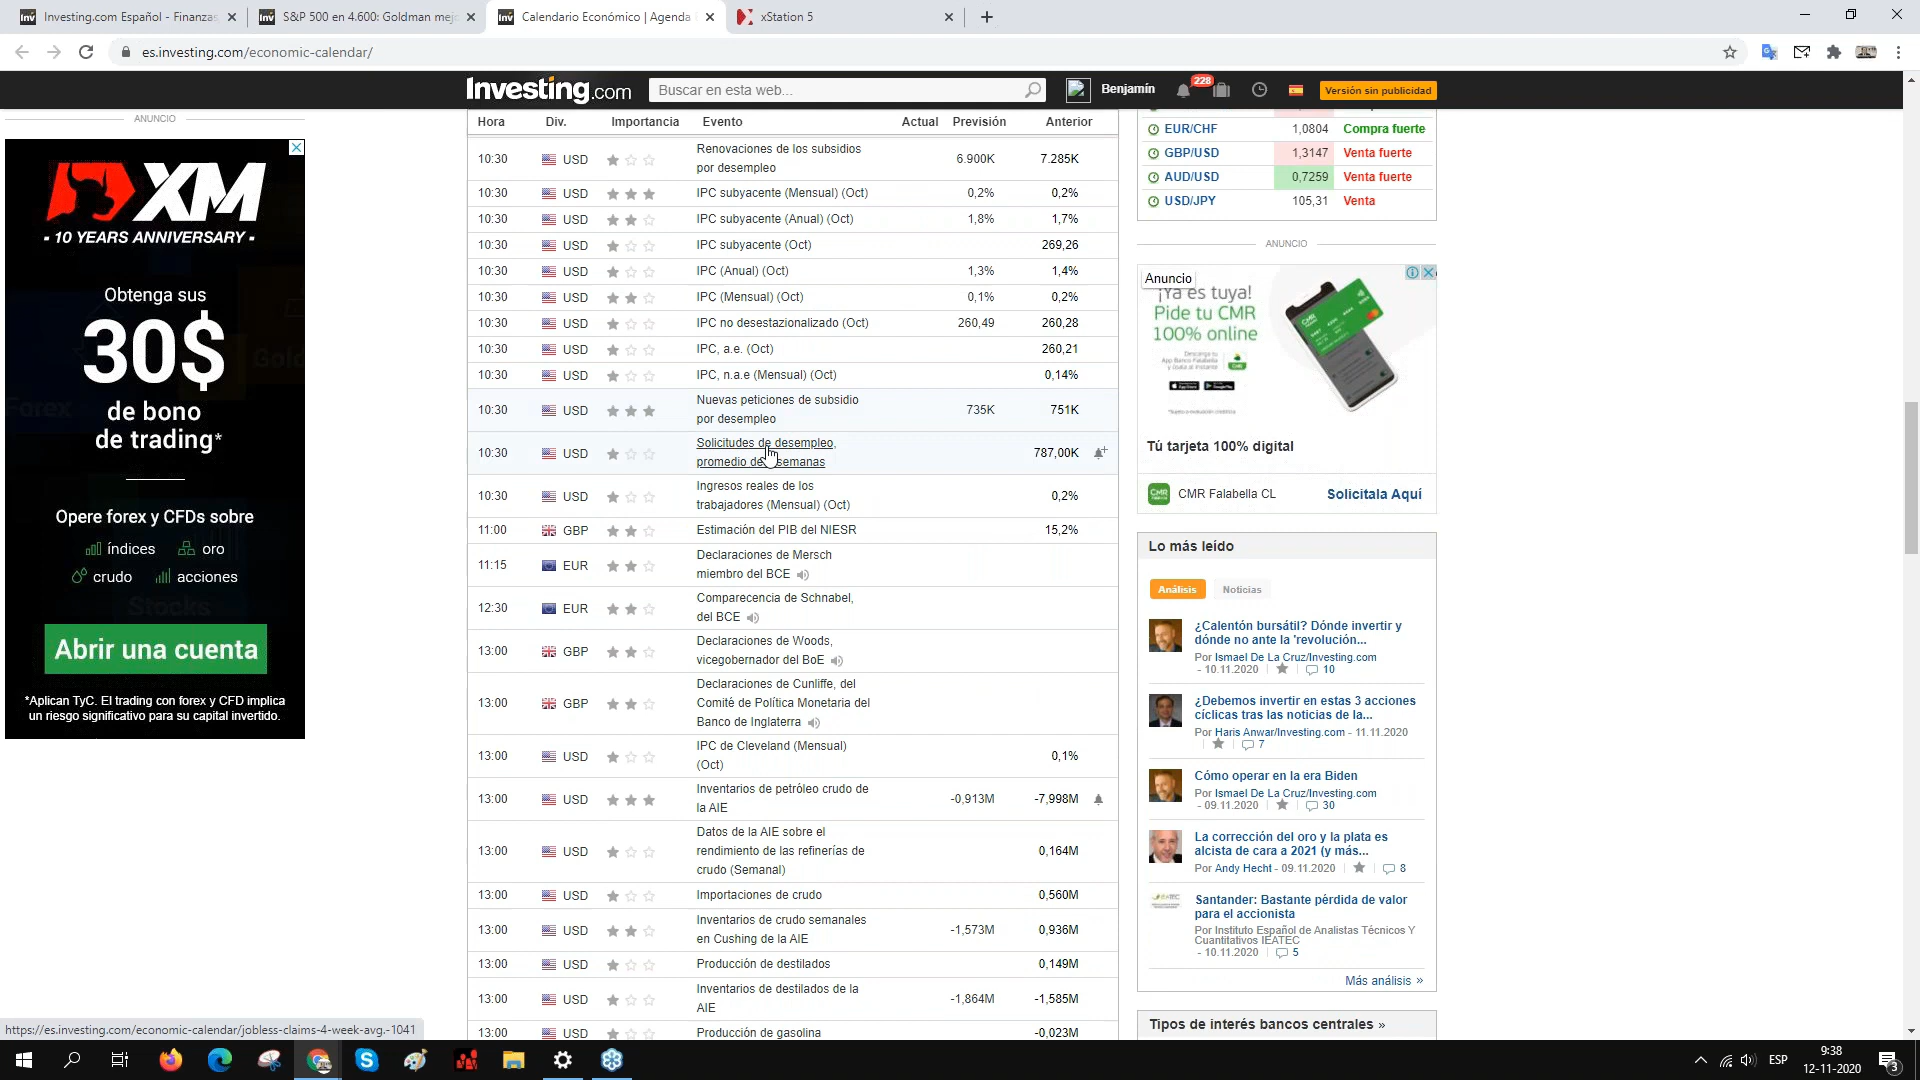 Investing.com Español - Finanzas
S&P 500 en 4.600: Goldman mej
Calendario Económico | Agenda
xStation 5
es.investing.com/economic-calendar/
Investing.com
Buscar en esta web...
Benjamín
228
Versión sin publicidad
ANUNCIO
XM
- 10 YEARS ANNIVERSARY -
Obtenga sus
30$
de bono
de trading*
Opere forex y CFDs sobre
índices oro
crudo acciones
Abrir una cuenta
*Aplican TyC. El trading con forex y CFD implica
un riesgo significativo para su capital invertido.
Hora Div. Importancia Evento Actual Previsión Anterior
10:30 USD Renovaciones de los subsidios
por desempleo 6.900K 7.285K
10:30 USD IPC subyacente (Mensual) (Oct) 0,2% 0,2%
10:30 USD IPC subyacente (Anual) (Oct) 1,8% 1,7%
10:30 USD IPC subyacente (Oct) 269,26
10:30 USD IPC (Anual) (Oct) 1,3% 1,4%
10:30 USD IPC (Mensual) (Oct) 0,1% 0,2%
10:30 USD IPC no desestazionalizado (Oct) 260,49 260,28
10:30 USD IPC, a.e. (Oct) 260,21
10:30 USD IPC, n.a.e (Mensual) (Oct) 0,14%
10:30 USD Nuevas peticiones de subsidio
por desempleo 735K 751K
10:30 USD Solicitudes de desempleo,
promedio de semanas 787,00K
10:30 USD Ingresos reales de los
trabajadores (Mensual) (Oct) 0,2%
11:00 GBP Estimación del PIB del NIESR 15,2%
11:15 EUR Declaraciones de Mersch
miembro del BCE
12:30 EUR Comparecencia de Schnabel,
del BCE
13:00 GBP Declaraciones de Woods,
vicegobernador del BoE
13:00 GBP Declaraciones de Cunliffe, del
Comité de Política Monetaria del
Banco de Inglaterra
13:00 USD IPC de Cleveland (Mensual)
(Oct) 0,1%
13:00 USD Inventarios de petróleo crudo de
la AIE -0,913M -7,998M
13:00 USD Datos de la AIE sobre el
rendimiento de las refinerías de
crudo (Semanal) 0,164M
13:00 USD Importaciones de crudo 0,560M
13:00 USD Inventarios de crudo semanales
en Cushing de la AIE -1,573M 0,936M
13:00 USD Producción de destilados 0,149M
13:00 USD Inventarios de destilados de la
AIE -1,864M -1,585M
13:00 USD Producción de gasolina -0,023M
EUR/CHF 1,0804 Compra fuerte
GBP/USD 1,3147 Venta fuerte
AUD/USD 0,7259 Venta fuerte
USD/JPY 105,31 Venta
ANUNCIO
Anuncio
¡Ya es tuya!
Pide tu CMR
100% online
Tú tarjeta 100% digital
CMR Falabella CL Solicitala Aquí
Lo más leído
Análisis Noticias
¿Calentón bursátil? Dónde invertir y
dónde no ante la 'revolución...
Por Ismael De La Cruz/Investing.com
- 10.11.2020 10
¿Debemos invertir en estas 3 acciones
cíclicas tras las noticias de la...
Por Haris Anwar/Investing.com - 11.11.2020
7
Cómo operar en la era Biden
Por Ismael De La Cruz/Investing.com
- 09.11.2020 30
La corrección del oro y la plata es
alcista de cara a 2021 (y más...
Por Andy Hecht - 09.11.2020 8
Santander: Bastante pérdida de valor
para el accionista
Por Instituto Español de Analistas Técnicos Y
Cuantitativos IEATEC
- 10.11.2020 5
Más análisis »
Tipos de interés bancos centrales »
https://es.investing.com/economic-calendar/jobless-claims-4-week-avg.-1041
ESP
9:38
12-11-2020
3